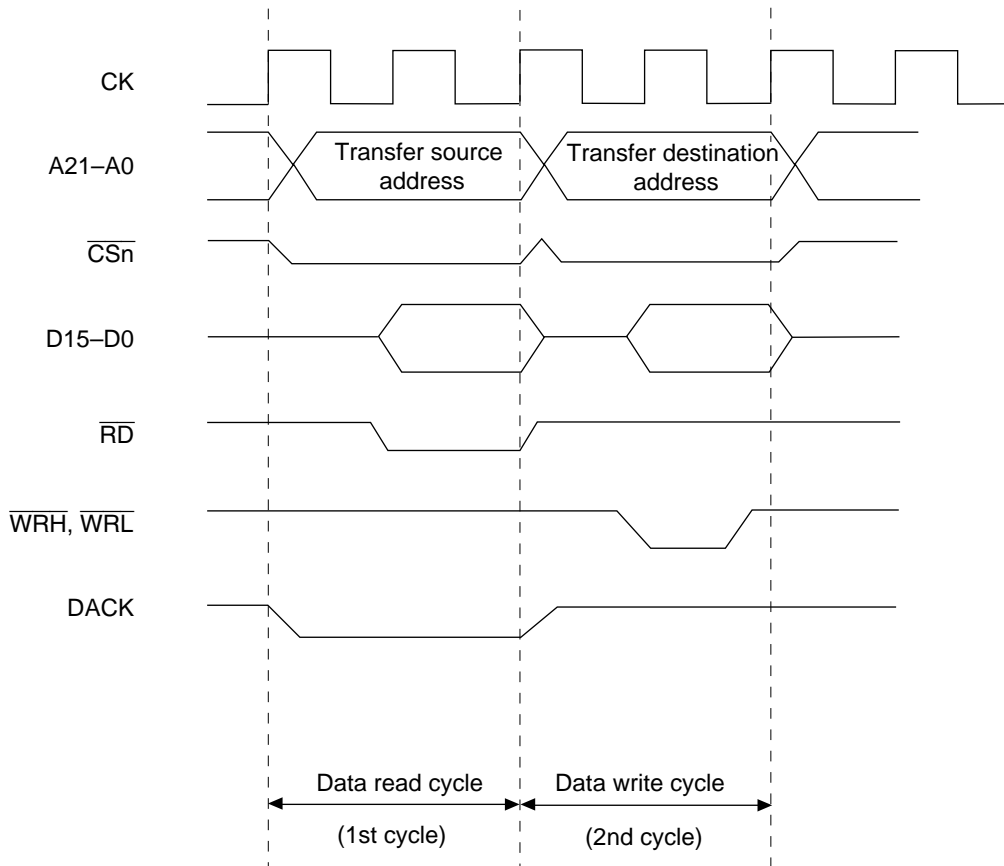 CK
A21–A0
Transfer source
address
Transfer destination
address
CSn
D15–D0
RD
WRH, WRL
DACK
Data read cycle
(1st cycle)
Data write cycle
(2nd cycle)